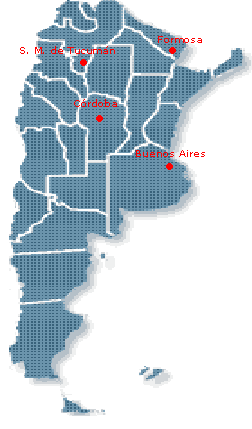 Formosa
S. M. de Tucumán
Córdoba
Buenos Aires